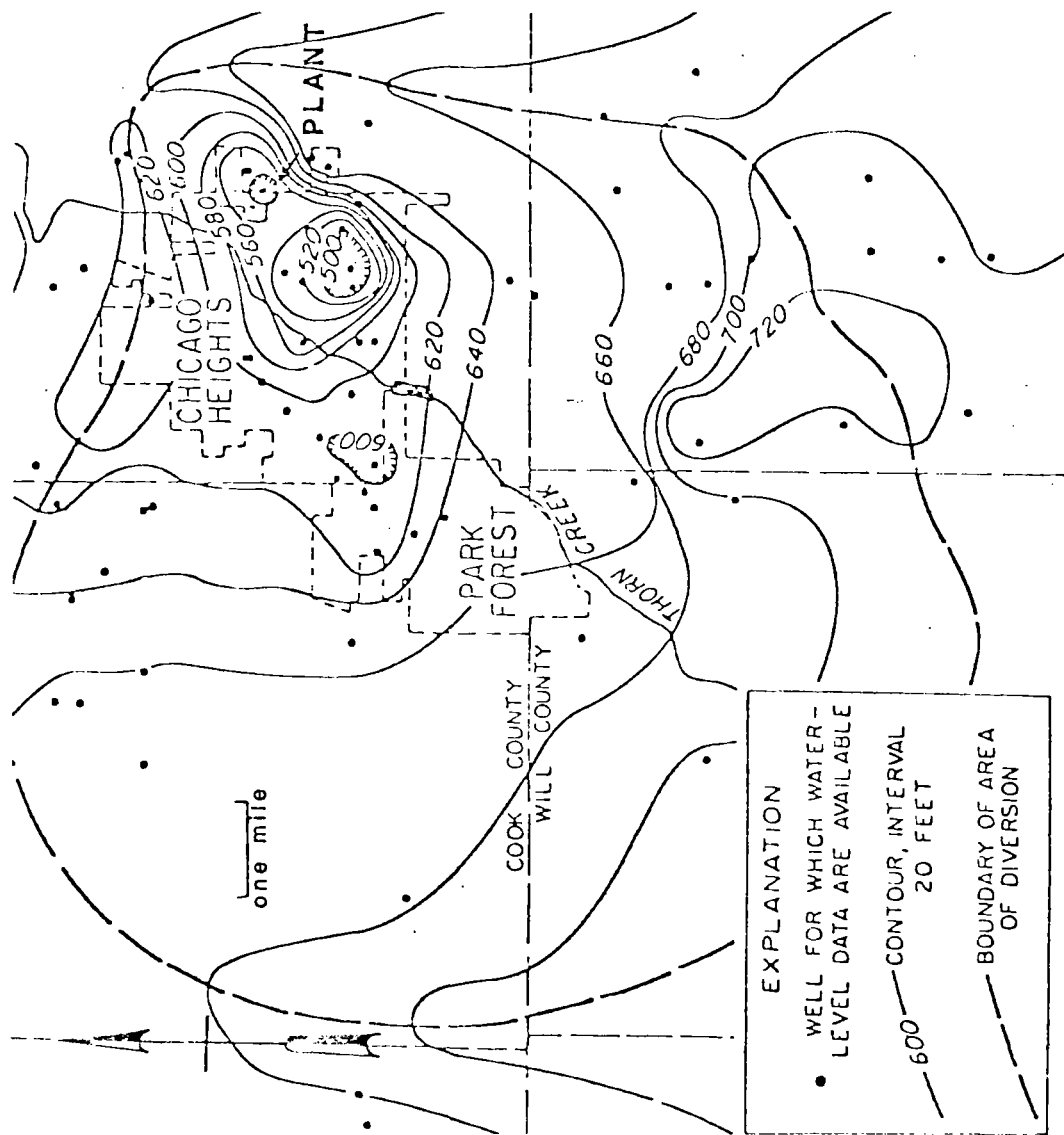 620
600
580
560
520
500
PLANT
CHICAGO
HEIGHTS
600
620
640
660
680
700
720
PARK
FOREST
THORN CREEK
COOK COUNTY
WILL COUNTY
one mile
EXPLANATION
WELL FOR WHICH WATER-
LEVEL DATA ARE AVAILABLE
600 CONTOUR, INTERVAL
20 FEET
BOUNDARY OF AREA
OF DIVERSION